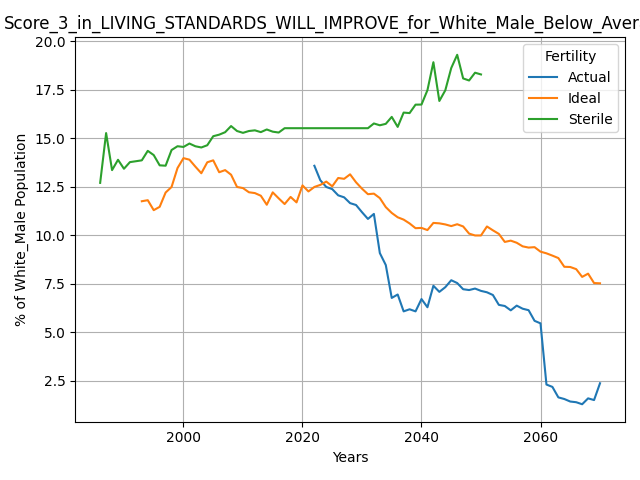 Score_3_in_LIVING_STANDARDS_WILL_IMPROVE_for_White_Male_Below_Aver
20.0
17.5
15.0
12.5
10.0
7.5
5.0
2.5
% of White_Male Population
Fertility
Actual
Ideal
Sterile
2000
2020
2040
2060
Years